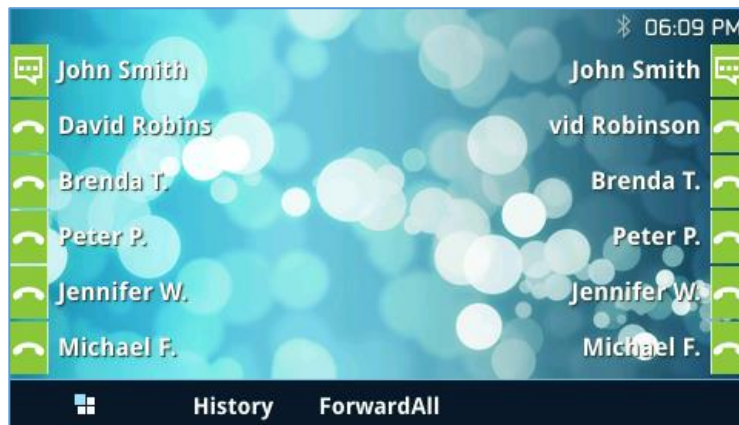 06:09 PM
John Smith John Smith
David Robins vid Robinson
Brenda T. Brenda T.
Peter P. Peter P.
Jennifer W. Jennifer W.
Michael F. Michael F.
History ForwardAll